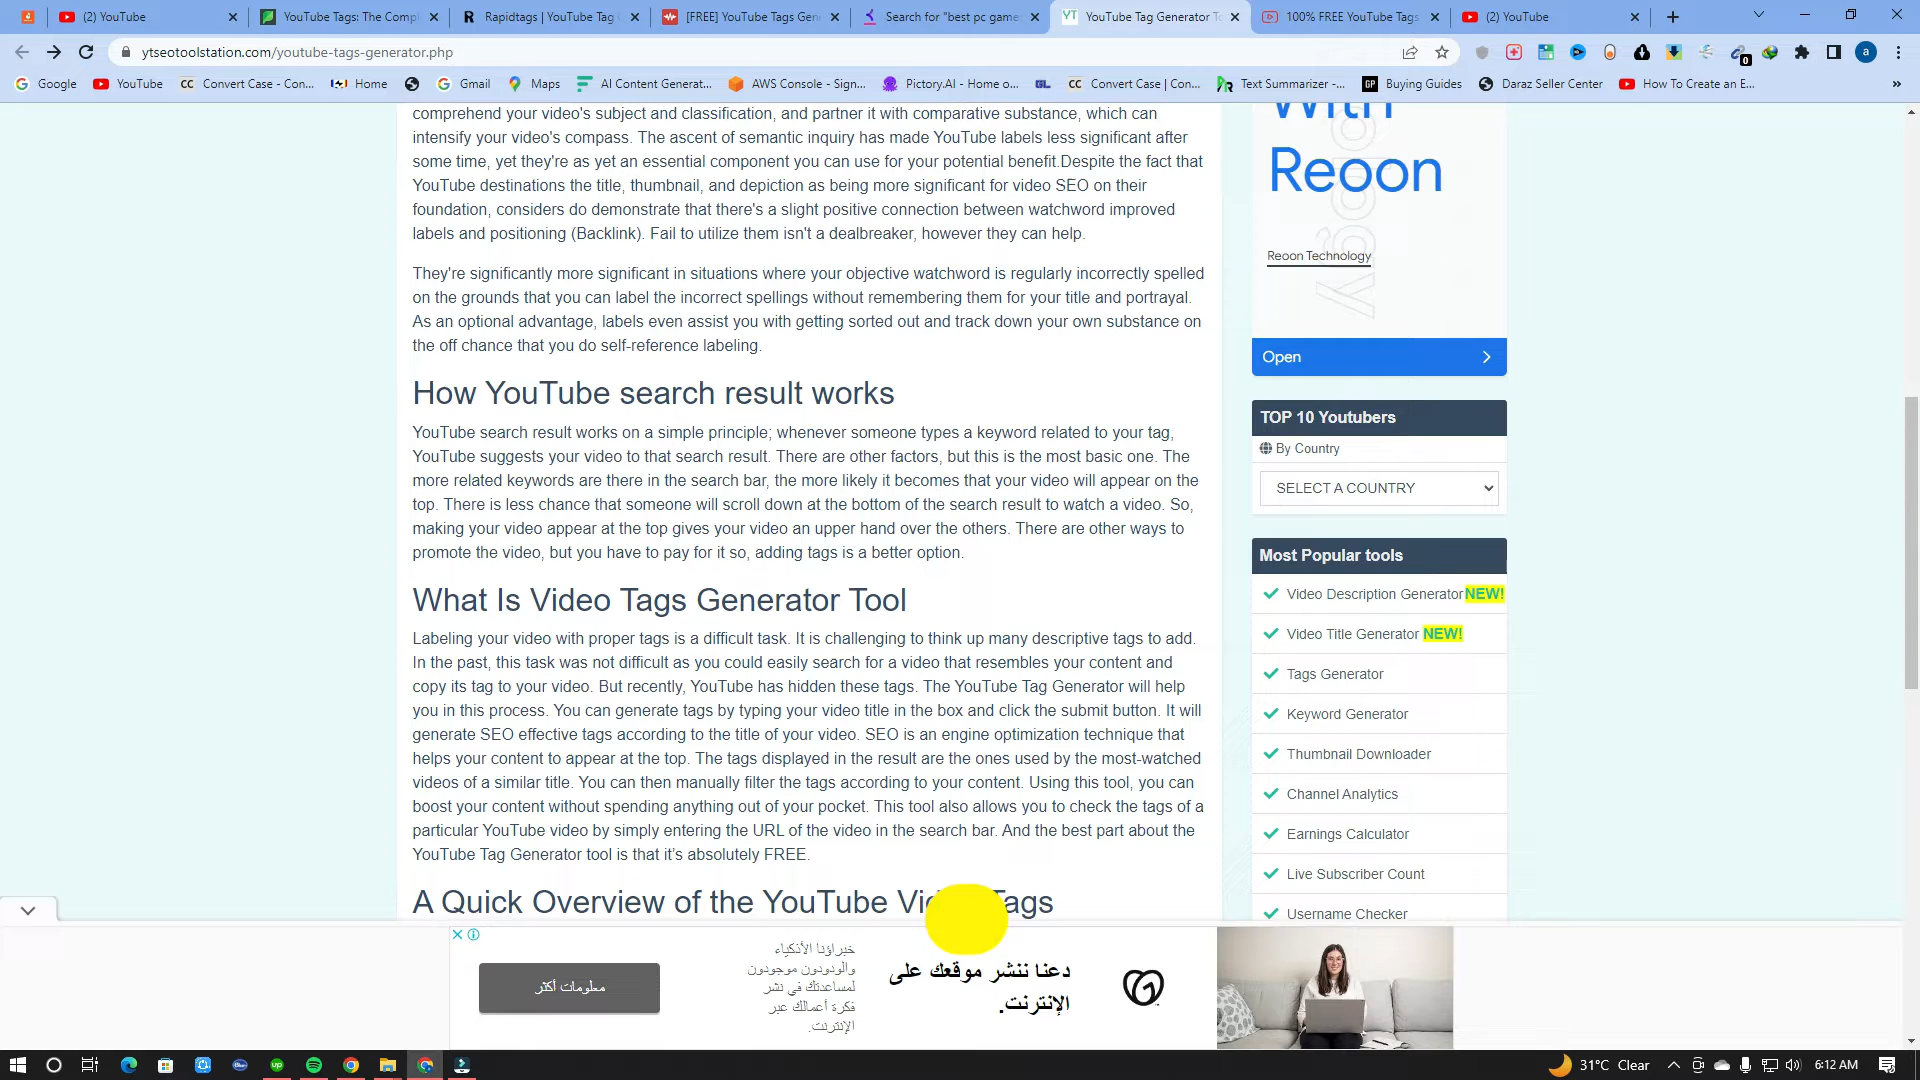 (2) YouTube
YouTube Tags: The Compl
Rapidtags | YouTube Tag
[FREE] YouTube Tags Gen
Search for "best pc game
YouTube Tag Generator To
100% FREE YouTube Tags
(2) YouTube
ytseotoolstation.com/youtube-tags-generator.php
0
a
Google
YouTube
CC Convert Case - Con...
Home
Gmail
Maps
AI Content Generat...
AWS Console - Sign...
Pictory.AI - Home o...
GL
CC Convert Case | Con...
Text Summarizer -...
GP Buying Guides
Daraz Seller Center
How To Create an E...
»
comprehend your video's subject and classification, and partner it with comparative substance, which can
intensify your video's compass. The ascent of semantic inquiry has made YouTube labels less significant after
some time, yet they're as yet an essential component you can use for your potential benefit.Despite the fact that
YouTube destinations the title, thumbnail, and depiction as being more significant for video SEO on their
foundation, considers do demonstrate that there's a slight positive connection between watchword improved
labels and positioning (Backlink). Fail to utilize them isn't a dealbreaker, however they can help.
They're significantly more significant in situations where your objective watchword is regularly incorrectly spelled
on the grounds that you can label the incorrect spellings without remembering them for your title and portrayal.
As an optional advantage, labels even assist you with getting sorted out and track down your own substance on
the off chance that you do self-reference labeling.
How YouTube search result works
YouTube search result works on a simple principle; whenever someone types a keyword related to your tag,
YouTube suggests your video to that search result. There are other factors, but this is the most basic one. The
more related keywords are there in the search bar, the more likely it becomes that your video will appear on the
top. There is less chance that someone will scroll down at the bottom of the search result to watch a video. So,
making your video appear at the top gives your video an upper hand over the others. There are other ways to
promote the video, but you have to pay for it so, adding tags is a better option.
What Is Video Tags Generator Tool
Labeling your video with proper tags is a difficult task. It is challenging to think up many descriptive tags to add.
In the past, this task was not difficult as you could easily search for a video that resembles your content and
copy its tag to your video. But recently, YouTube has hidden these tags. The YouTube Tag Generator will help
you in this process. You can generate tags by typing your video title in the box and click the submit button. It will
generate SEO effective tags according to the title of your video. SEO is an engine optimization technique that
helps your content to appear at the top. The tags displayed in the result are the ones used by the most-watched
videos of a similar title. You can then manually filter the tags according to your content. Using this tool, you can
boost your content without spending anything out of your pocket. This tool also allows you to check the tags of a
particular YouTube video by simply entering the URL of the video in the search bar. And the best part about the
YouTube Tag Generator tool is that it’s absolutely FREE.
A Quick Overview of the YouTube Vi ags
With
Reoon
Reoon Technology
Open
TOP 10 Youtubers
By Country
SELECT A COUNTRY
Most Popular tools
Video Description Generator NEW!
Video Title Generator NEW!
Tags Generator
Keyword Generator
Thumbnail Downloader
Channel Analytics
Earnings Calculator
Live Subscriber Count
Username Checker
معلومات أكثر
خبراؤنا الأذكياء
والودودون موجودون
لمساعدتك في نشر
فكرة أعمالك عبر
الإنترنت.
دعنا ننشر موقعك على
الإنترنت.
31°C Clear
6:12 AM